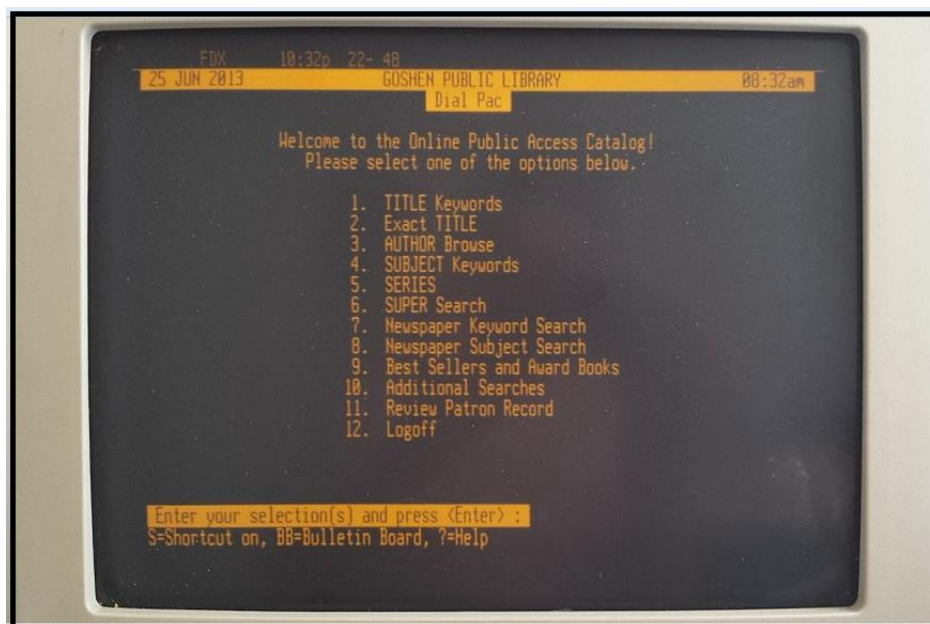 FDX 10:32p 22- 48
25 JUN 2013 GOSHEN PUBLIC LIBRARY 08:32am
Dial Pac
Welcome to the Online Public Access Catalog!
Please select one of the options below.
1. TITLE Keywords
2. Exact TITLE
3. AUTHOR Browse
4. SUBJECT Keywords
5. SERIES
6. SUPER Search
7. Newspaper Keyword Search
8. Newspaper Subject Search
9. Best Sellers and Award Books
10. Additional Searches
11. Review Patron Record
12. Logoff
Enter your selection(s) and press <Enter> :
S=Shortcut on, BB=Bulletin Board, ?=Help